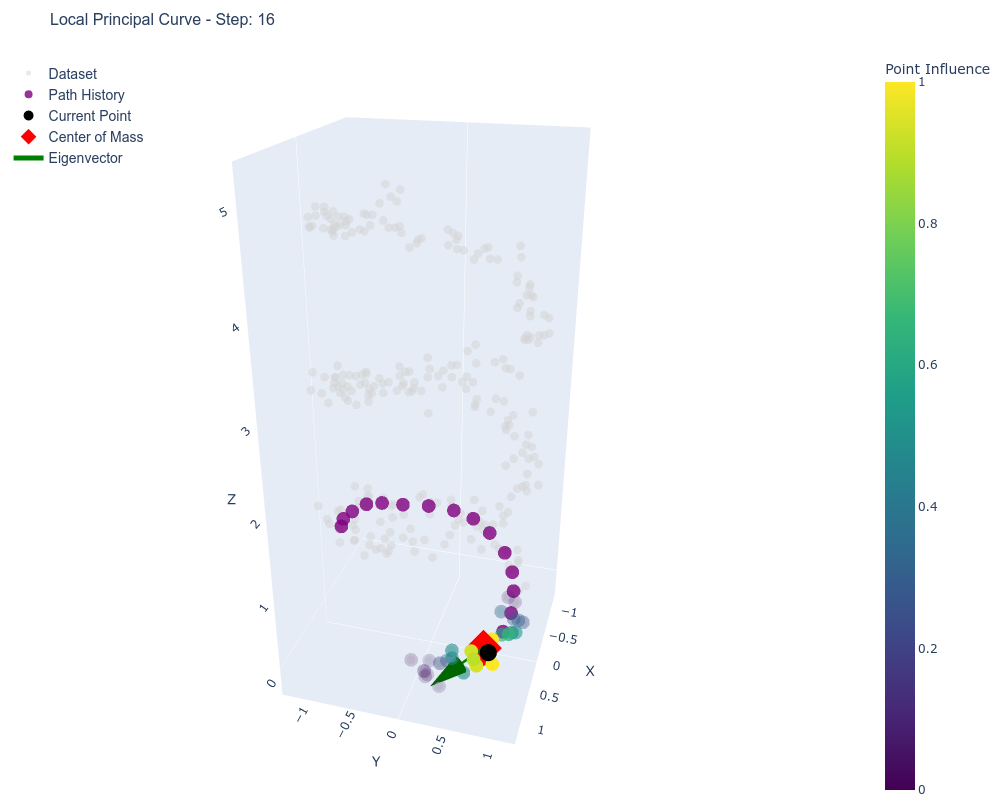 Local Principal Curve - Step: 16
Dataset
Path History
Current Point
Center of Mass
Eigenvector
Point Influence
1
0.8
0.6
0.4
0.2
0
5
4
3
Z
2
1
0
−1
−0.5
0
0.5
1
Y
−1
−0.5
0
0.5
1
X